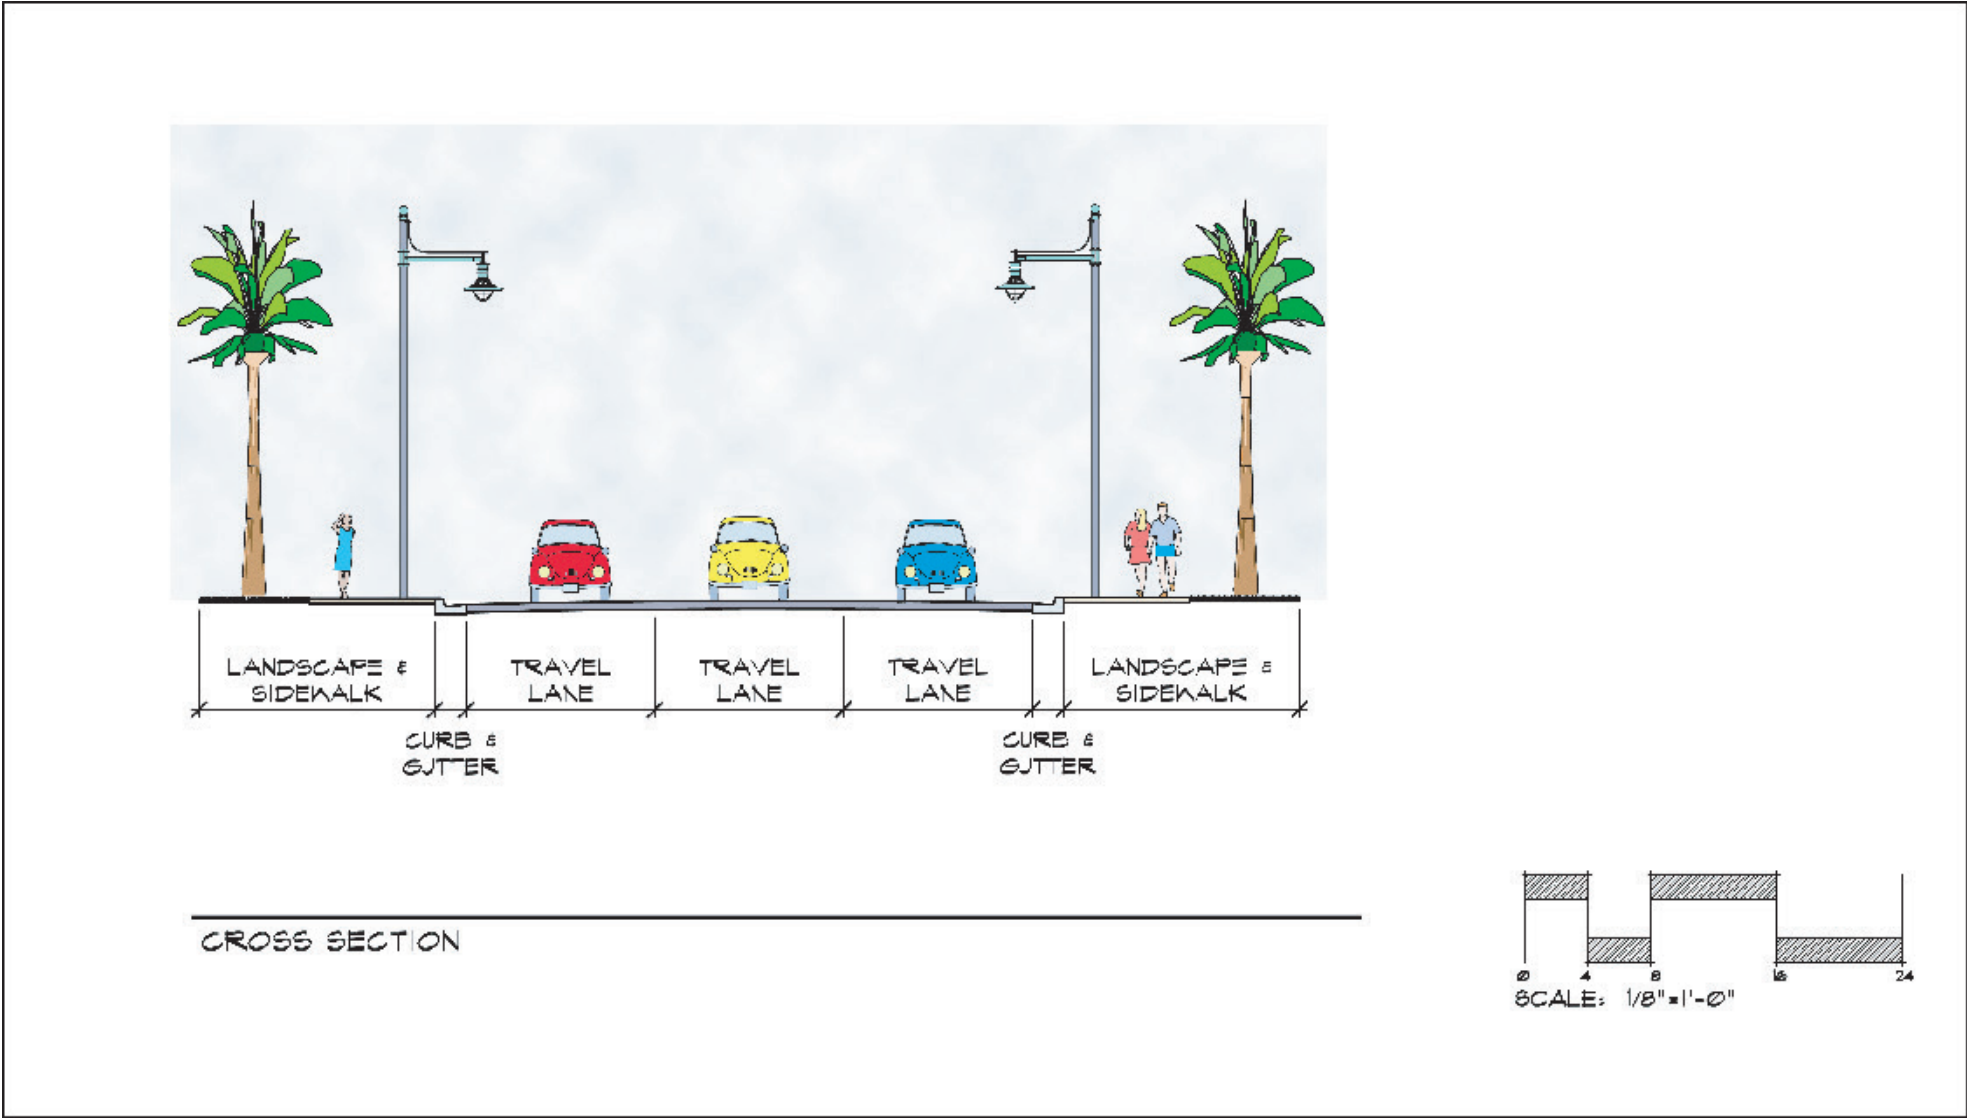 LANDSCAPE &
SIDEWALK
TRAVEL
LANE
TRAVEL
LANE
TRAVEL
LANE
LANDSCAPE &
SIDEWALK
CURB &
GUTTER
CURB &
GUTTER
CROSS SECTION
0 4 8 16 24
SCALE: 1/8"=1'-0"